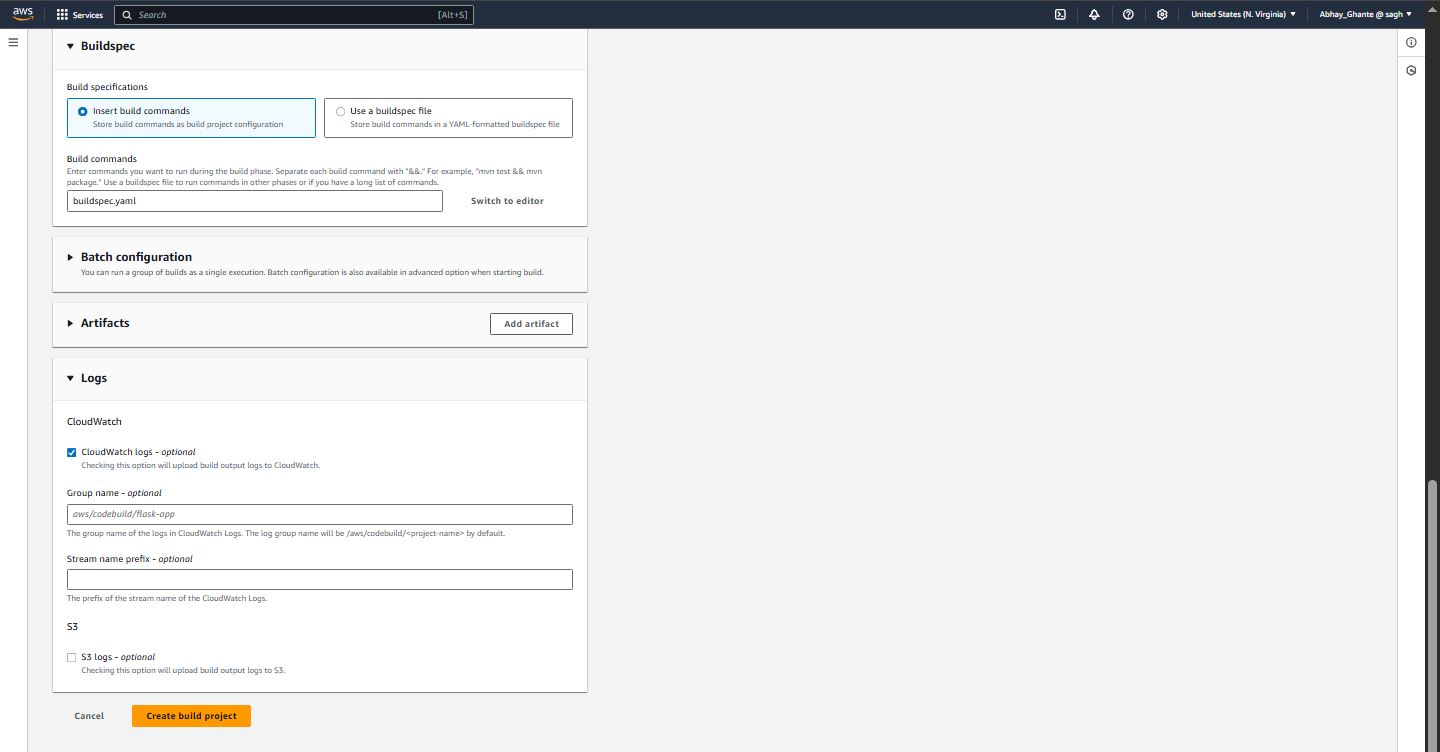 aws
Services
Search
[Alt+S]
United States (N. Virginia)
Abhay_Ghante @ sagh
Buildspec
Build specifications
Insert build commands
Store build commands as build project configuration
Use a buildspec file
Store build commands in a YAML-formatted buildspec file
Build commands
Enter commands you want to run during the build phase. Separate each build command with "&&." For example, "mvn test && mvn
package." Use a buildspec file to run commands in other phases or if you have a long list of commands.
buildspec.yaml
Switch to editor
Batch configuration
You can run a group of builds as a single execution. Batch configuration is also available in advanced option when starting build.
Artifacts
Add artifact
Logs
CloudWatch
CloudWatch logs - optional
Checking this option will upload build output logs to CloudWatch.
Group name - optional
aws/codebuild/flask-app
The group name of the logs in CloudWatch Logs. The log group name will be /aws/codebuild/<project-name> by default.
Stream name prefix - optional
The prefix of the stream name of the CloudWatch Logs.
S3
S3 logs - optional
Checking this option will upload build output logs to S3.
Cancel
Create build project